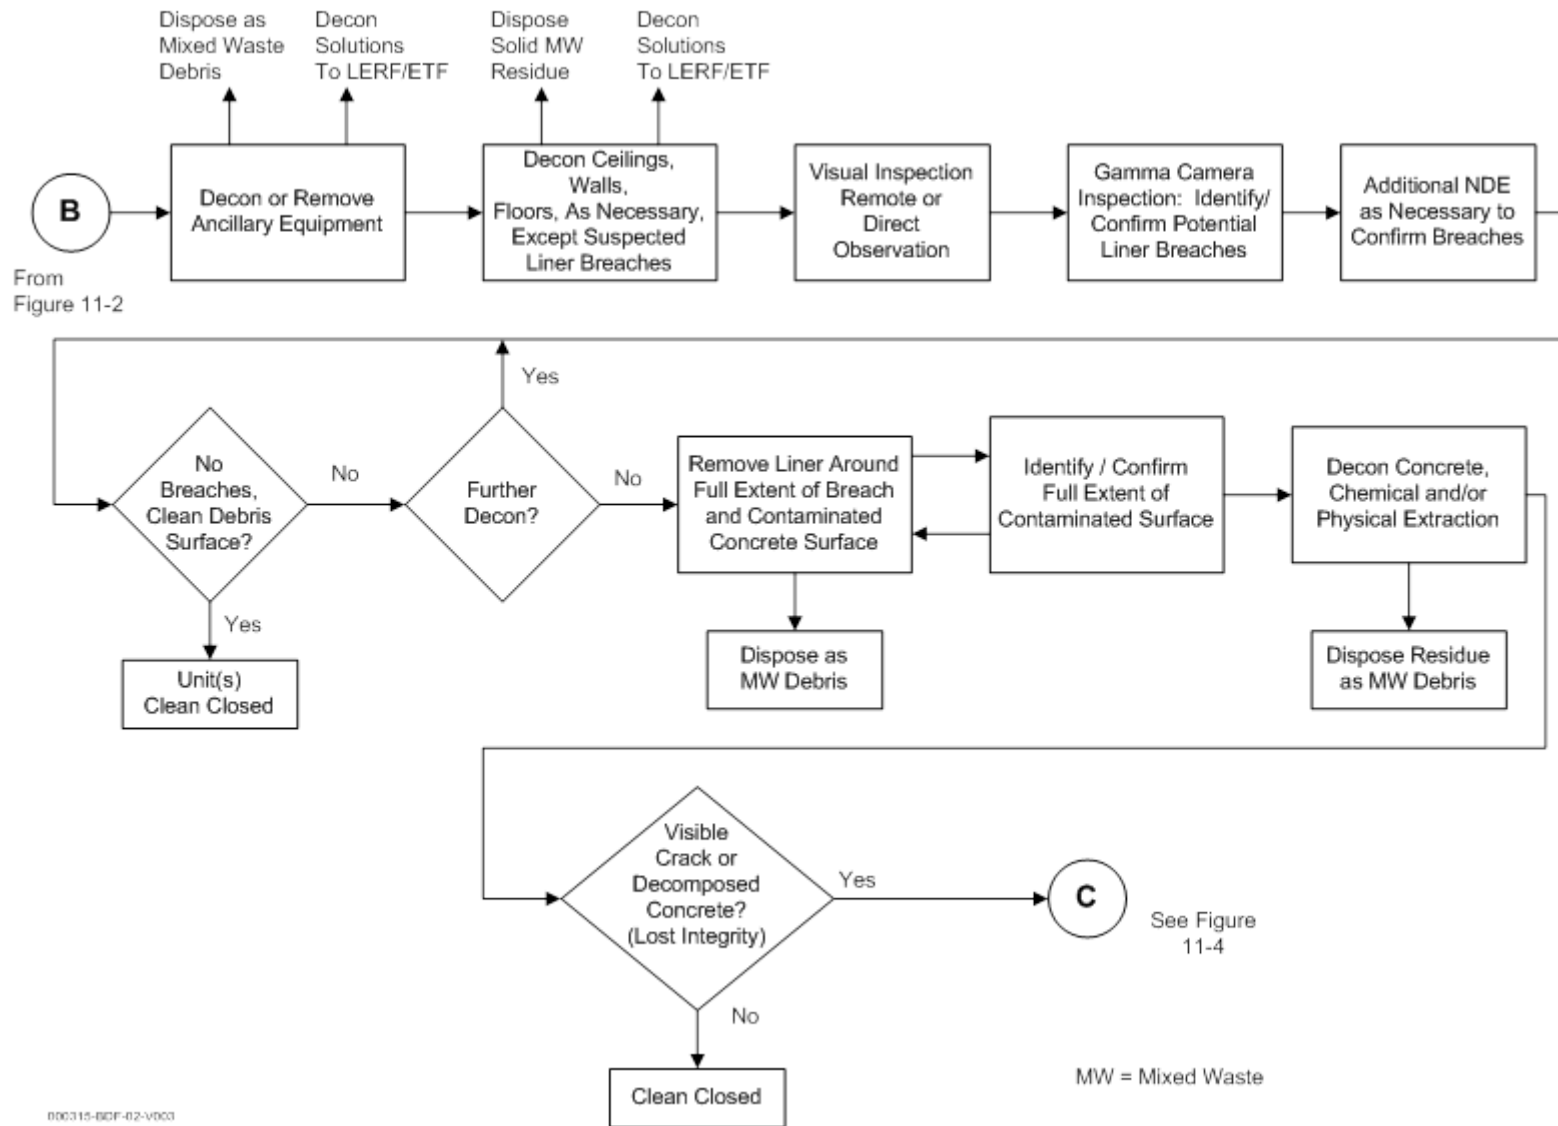 Dispose as
Mixed Waste
Debris
Decon
Solutions
To LERF/ETF
Dispose
Solid MW
Residue
Decon
Solutions
To LERF/ETF
B
From
Figure 11-2
Decon or Remove
Ancillary Equipment
Decon Ceilings,
Walls,
Floors, As Necessary,
Except Suspected
Liner Breaches
Visual Inspection
Remote or
Direct
Observation
Gamma Camera
Inspection: Identify/
Confirm Potential
Liner Breaches
Additional NDE
as Necessary to
Confirm Breaches
No
Breaches,
Clean Debris
Surface?
No
Yes
Unit(s)
Clean Closed
Further
Decon?
Yes
No
Remove Liner Around
Full Extent of Breach
and Contaminated
Concrete Surface
Dispose as
MW Debris
Identify / Confirm
Full Extent of
Contaminated Surface
Decon Concrete,
Chemical and/or
Physical Extraction
Dispose Residue
as MW Debris
Visible
Crack or
Decomposed
Concrete?
(Lost Integrity)
Yes
C
See Figure
11-4
No
Clean Closed
MW = Mixed Waste
000315-BDF-02-V003